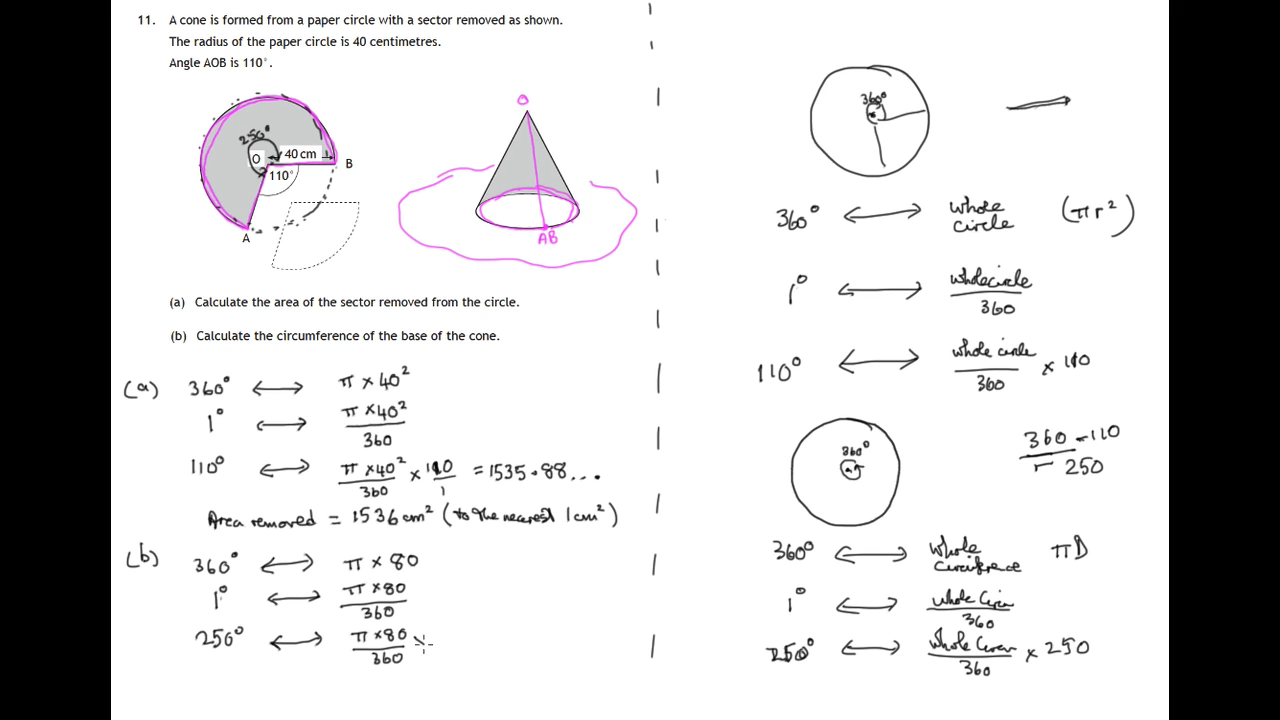 11. A cone is formed from a paper circle with a sector removed as shown.
The radius of the paper circle is 40 centimetres.
Angle AOB is 110°.
250°
O
40 cm
B
110°
A
O
AB
(a) Calculate the area of the sector removed from the circle.
(b) Calculate the circumference of the base of the cone.
(a) 360° ⟷ π × 40²
1° ⟷ π × 40² / 360
110° ⟷ π × 40² / 360 × 110 / 1 = 1535.88...
Area removed = 1536 cm² (to the nearest 1cm²)
(b) 360° ⟷ π × 80
1° ⟷ π × 80 / 360
250° ⟷ π × 80 / 360 ×
360°
360° ⟷ whole circle (πr²)
1° ⟷ whole circle / 360
110° ⟷ whole circle / 360 × 110
360°
360 - 110
= 250
360° ⟷ whole πD
1° ⟷ whole Circum / 360
250° ⟷ whole Circum / 360 × 250